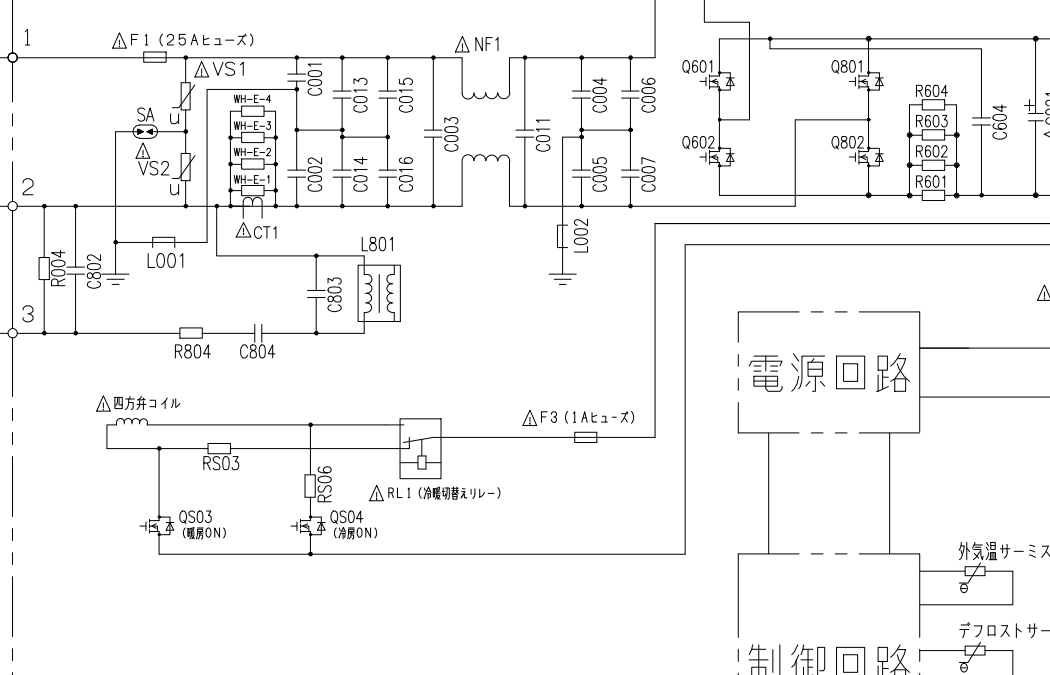 1
F1(25Aヒューズ)
VS1
SA
VS2
u
u
WH-E-4
WH-E-3
WH-E-2
WH-E-1
CT1
C001
C002
C013
C014
C015
C016
C003
NF1
C011
C004
C005
C006
C007
L002
Q601
Q602
Q801
Q802
R604
R603
R602
R601
C604
2
R004
C802
L001
L801
C803
3
R804
C804
四方弁コイル
F3(1Aヒューズ)
RS03
RS06
RL1(冷暖切替えリレー)
QS03
(暖房ON)
QS04
(冷房ON)
電源回路
制御回路
外気温サーミス
θ
デフロストサー
θ